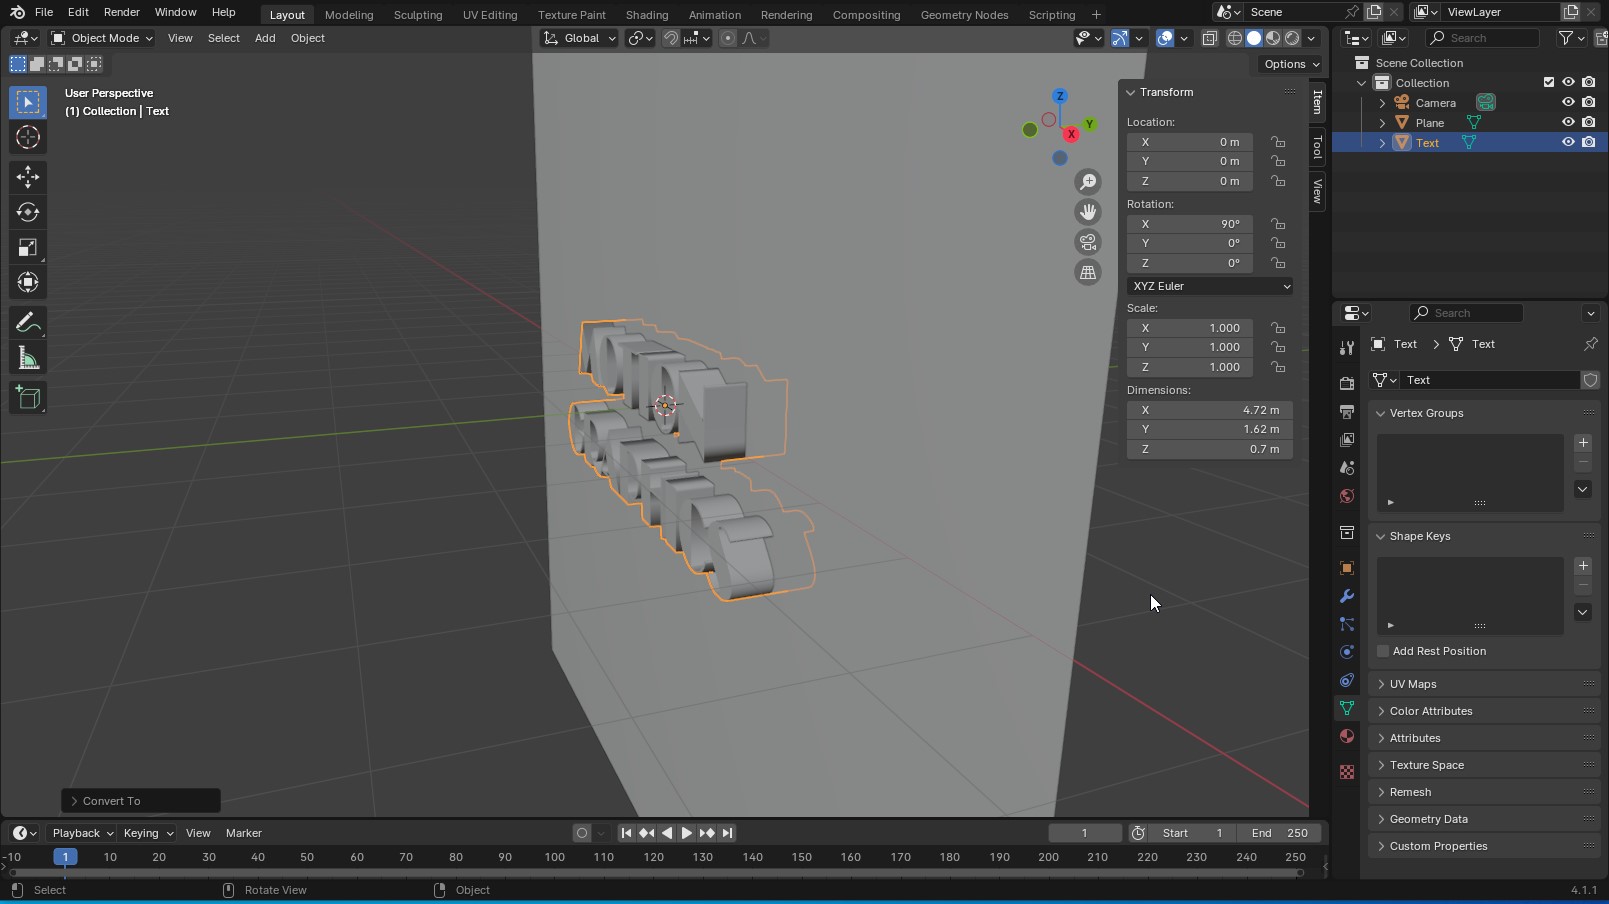 File Edit Render Window Help Layout Modeling Sculpting UV Editing Texture Paint Shading Animation Rendering Compositing Geometry Nodes Scripting Scene ViewLayer
Object Mode View Select Add Object Global Search
Options
User Perspective
(1) Collection | Text
Z
Y
X
Transform
Location:
X 0 m
Y 0 m
Z 0 m
Rotation:
X 90°
Y 0°
Z 0°
XYZ Euler
Scale:
X 1.000
Y 1.000
Z 1.000
Dimensions:
X 4.72 m
Y 1.62 m
Z 0.7 m
Item
Tool
View
Scene Collection
Collection
Camera
Plane
Text
Search
Text Text
Text
Vertex Groups
Shape Keys
Add Rest Position
UV Maps
Color Attributes
Attributes
Texture Space
Remesh
Geometry Data
Custom Properties
Convert To
Playback Keying View Marker 1 Start 1 End 250
-10 1 10 20 30 40 50 60 70 80 90 100 110 120 130 140 150 160 170 180 190 200 210 220 230 240 250
Select Rotate View Object 4.1.1